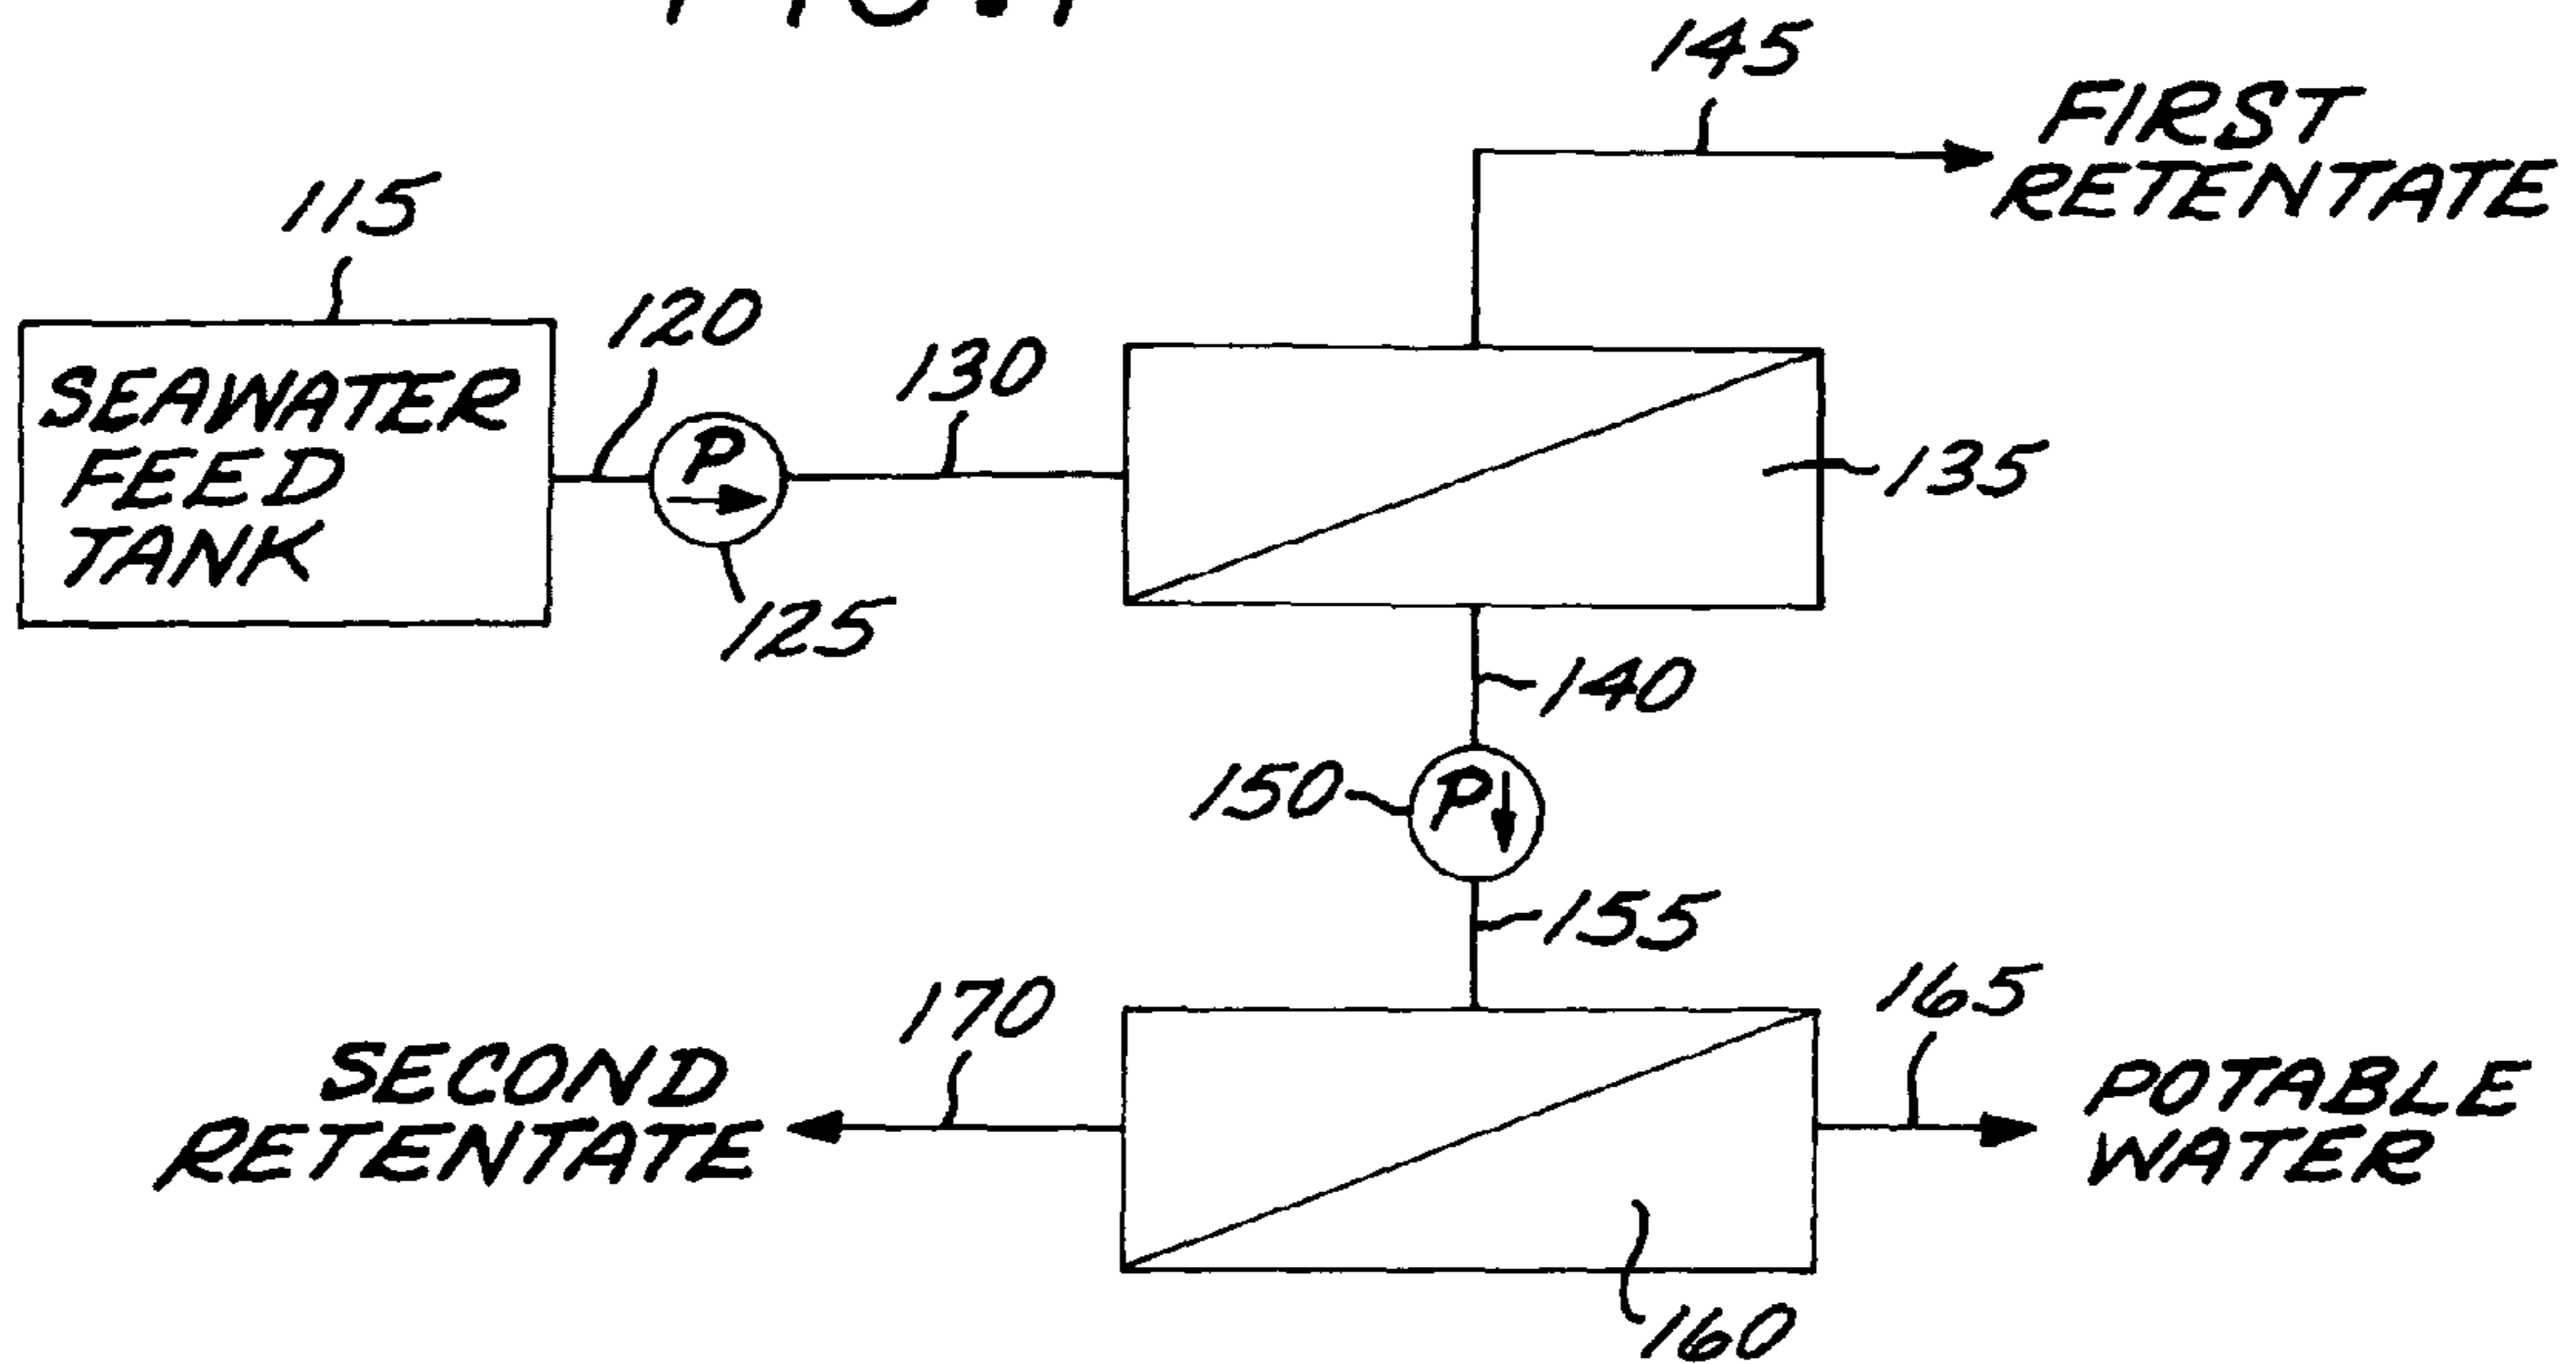 145
FIRST
RETENTATE
115
120
130
SEAWATER
FEED
TANK
P
135
125
140
150
P
155
170
165
SECOND
RETENTATE
POTABLE
WATER
160